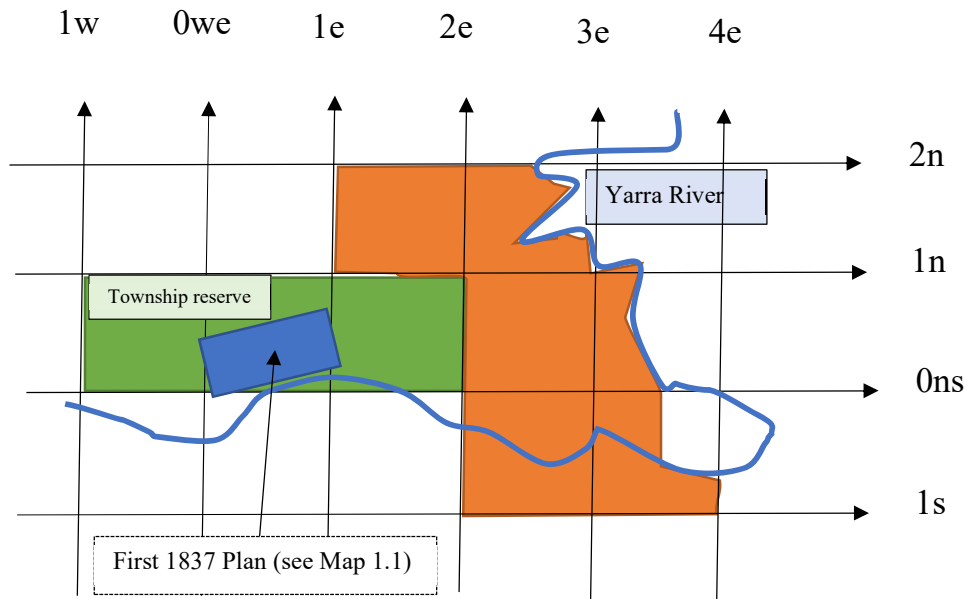 1w
0we
1e
2e
3e
4e
2n
Yarra River
1n
Township reserve
0ns
1s
First 1837 Plan (see Map 1.1)